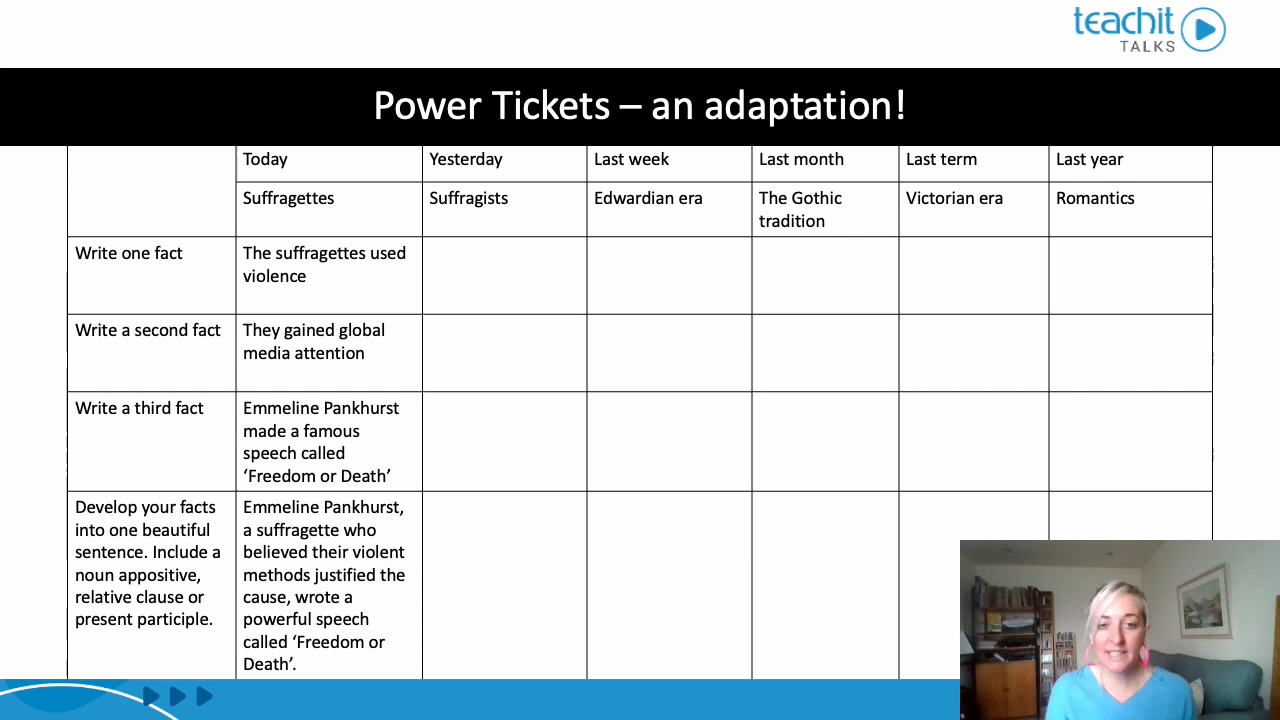 teachit
TALKS
Power Tickets – an adaptation!
Today
Yesterday
Last week
Last month
Last term
Last year
Suffragettes
Suffragists
Edwardian era
The Gothic
tradition
Victorian era
Romantics
Write one fact
The suffragettes used
violence
Write a second fact
They gained global
media attention
Write a third fact
Emmeline Pankhurst
made a famous
speech called
‘Freedom or Death’
Develop your facts
into one beautiful
sentence. Include a
noun appositive,
relative clause or
present participle.
Emmeline Pankhurst,
a suffragette who
believed their violent
methods justified the
cause, wrote a
powerful speech
called ‘Freedom or
Death’.